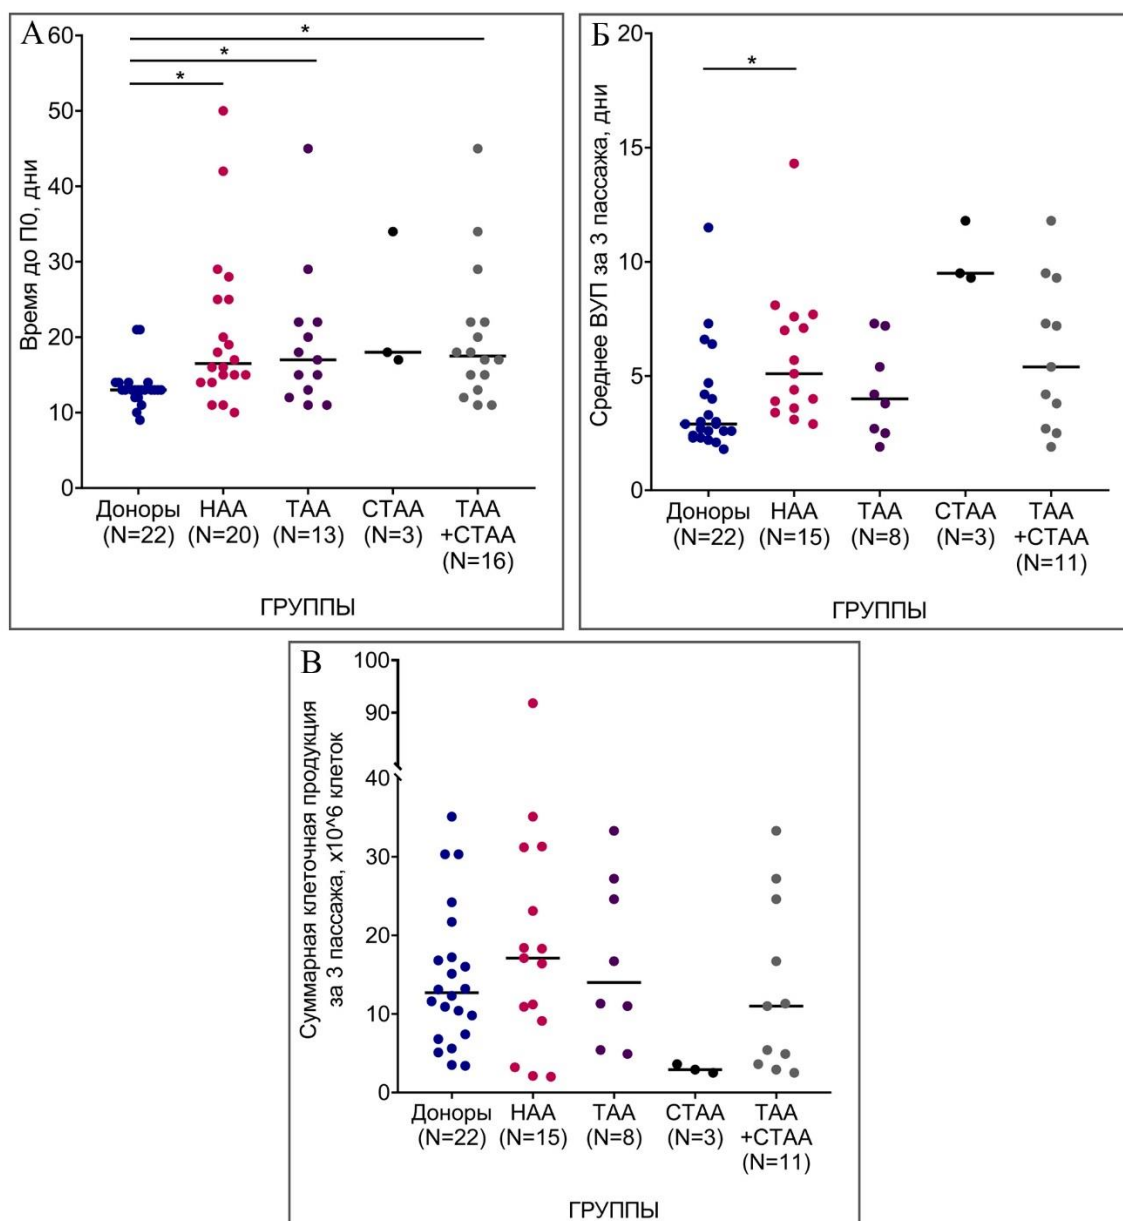 А
Время до П0, дни
60
50
40
30
20
10
0
*
*
*
Доноры
(N=22)
НАА
(N=20)
ТАА
(N=13)
СТАА
(N=3)
ТАА
+СТАА
(N=16)
ГРУППЫ
Б
Среднее ВУП за 3 пассажа, дни
20
15
10
5
0
*
Доноры
(N=22)
НАА
(N=15)
ТАА
(N=8)
СТАА
(N=3)
ТАА
+СТАА
(N=11)
ГРУППЫ
В
Суммарная клеточная продукция
за 3 пассажа, х10^6 клеток
100
90
40
30
20
10
0
Доноры
(N=22)
НАА
(N=15)
ТАА
(N=8)
СТАА
(N=3)
ТАА
+СТАА
(N=11)
ГРУППЫ